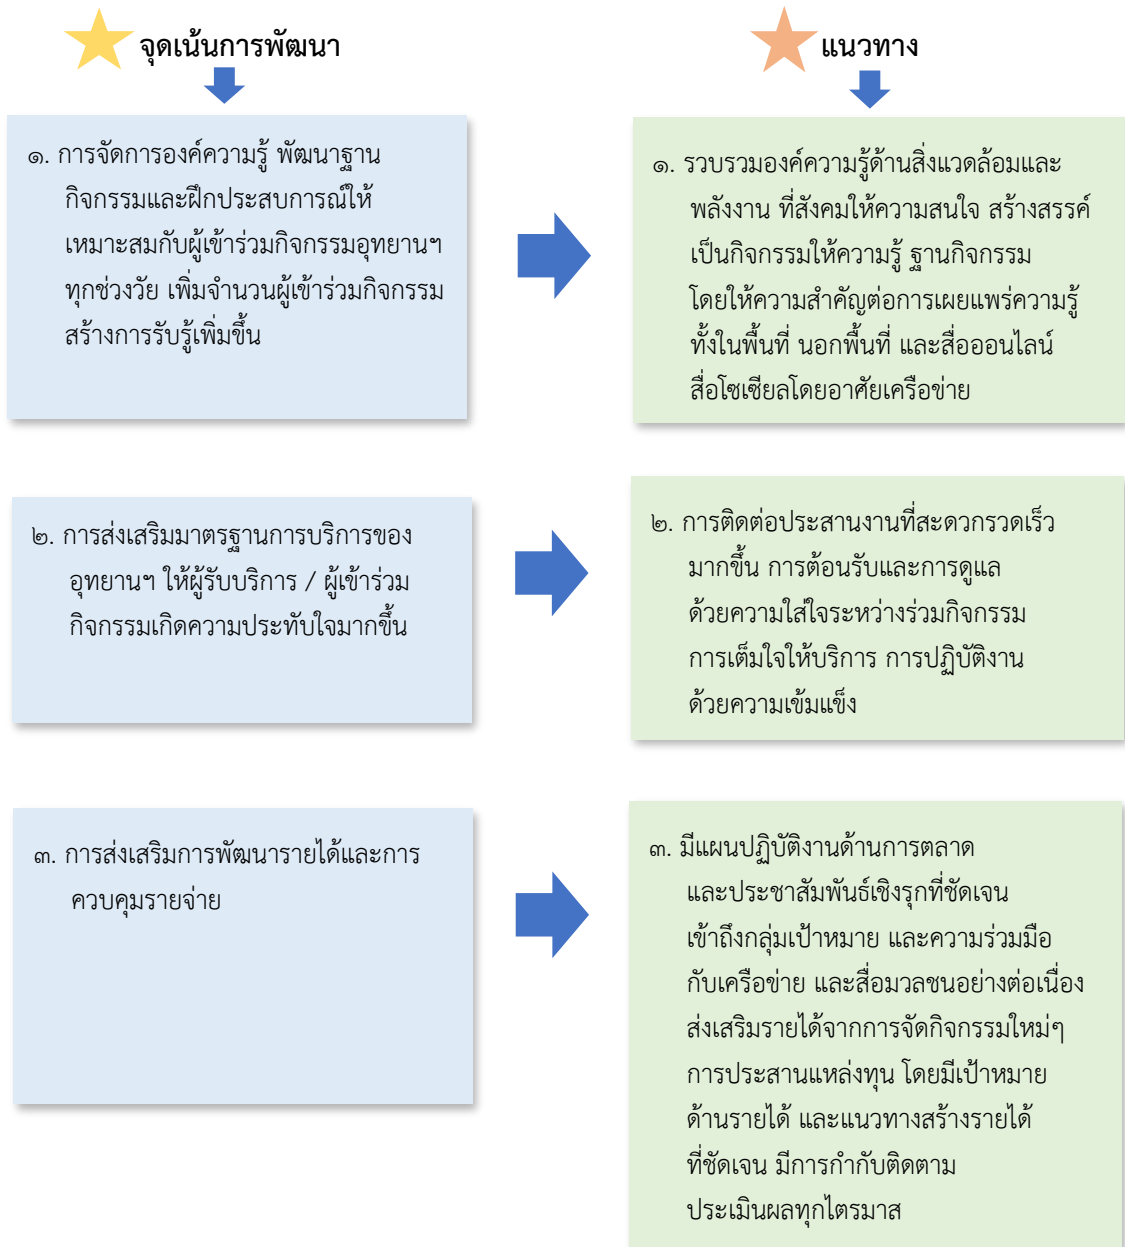 จุดเน้นการพัฒนา
แนวทาง
๑. การจัดการองค์ความรู้ พัฒนาฐาน
กิจกรรมและฝึกประสบการณ์ให้
เหมาะสมกับผู้เข้าร่วมกิจกรรมอุทยานฯ
ทุกช่วงวัย เพิ่มจำนวนผู้เข้าร่วมกิจกรรม
สร้างการรับรู้เพิ่มขึ้น
๑. รวบรวมองค์ความรู้ด้านสิ่งแวดล้อมและ
พลังงาน ที่สังคมให้ความสนใจ สร้างสรรค์
เป็นกิจกรรมให้ความรู้ ฐานกิจกรรม
โดยให้ความสำคัญต่อการเผยแพร่ความรู้
ทั้งในพื้นที่ นอกพื้นที่ และสื่อออนไลน์
สื่อโซเซียลโดยอาศัยเครือข่าย
๒. การส่งเสริมมาตรฐานการบริการของ
อุทยานฯ ให้ผู้รับบริการ / ผู้เข้าร่วม
กิจกรรมเกิดความประทับใจมากขึ้น
๒. การติดต่อประสานงานที่สะดวกรวดเร็ว
มากขึ้น การต้อนรับและการดูแล
ด้วยความใส่ใจระหว่างร่วมกิจกรรม
การเต็มใจให้บริการ การปฏิบัติงาน
ด้วยความเข้มแข็ง
๓. การส่งเสริมการพัฒนารายได้และการ
ควบคุมรายจ่าย
๓. มีแผนปฏิบัติงานด้านการตลาด
และประชาสัมพันธ์เชิงรุกที่ชัดเจน
เข้าถึงกลุ่มเป้าหมาย และความร่วมมือ
กับเครือข่าย และสื่อมวลชนอย่างต่อเนื่อง
ส่งเสริมรายได้จากการจัดกิจกรรมใหม่ๆ
การประสานแหล่งทุน โดยมีเป้าหมาย
ด้านรายได้ และแนวทางสร้างรายได้
ที่ชัดเจน มีการกำกับติดตาม
ประเมินผลทุกไตรมาส